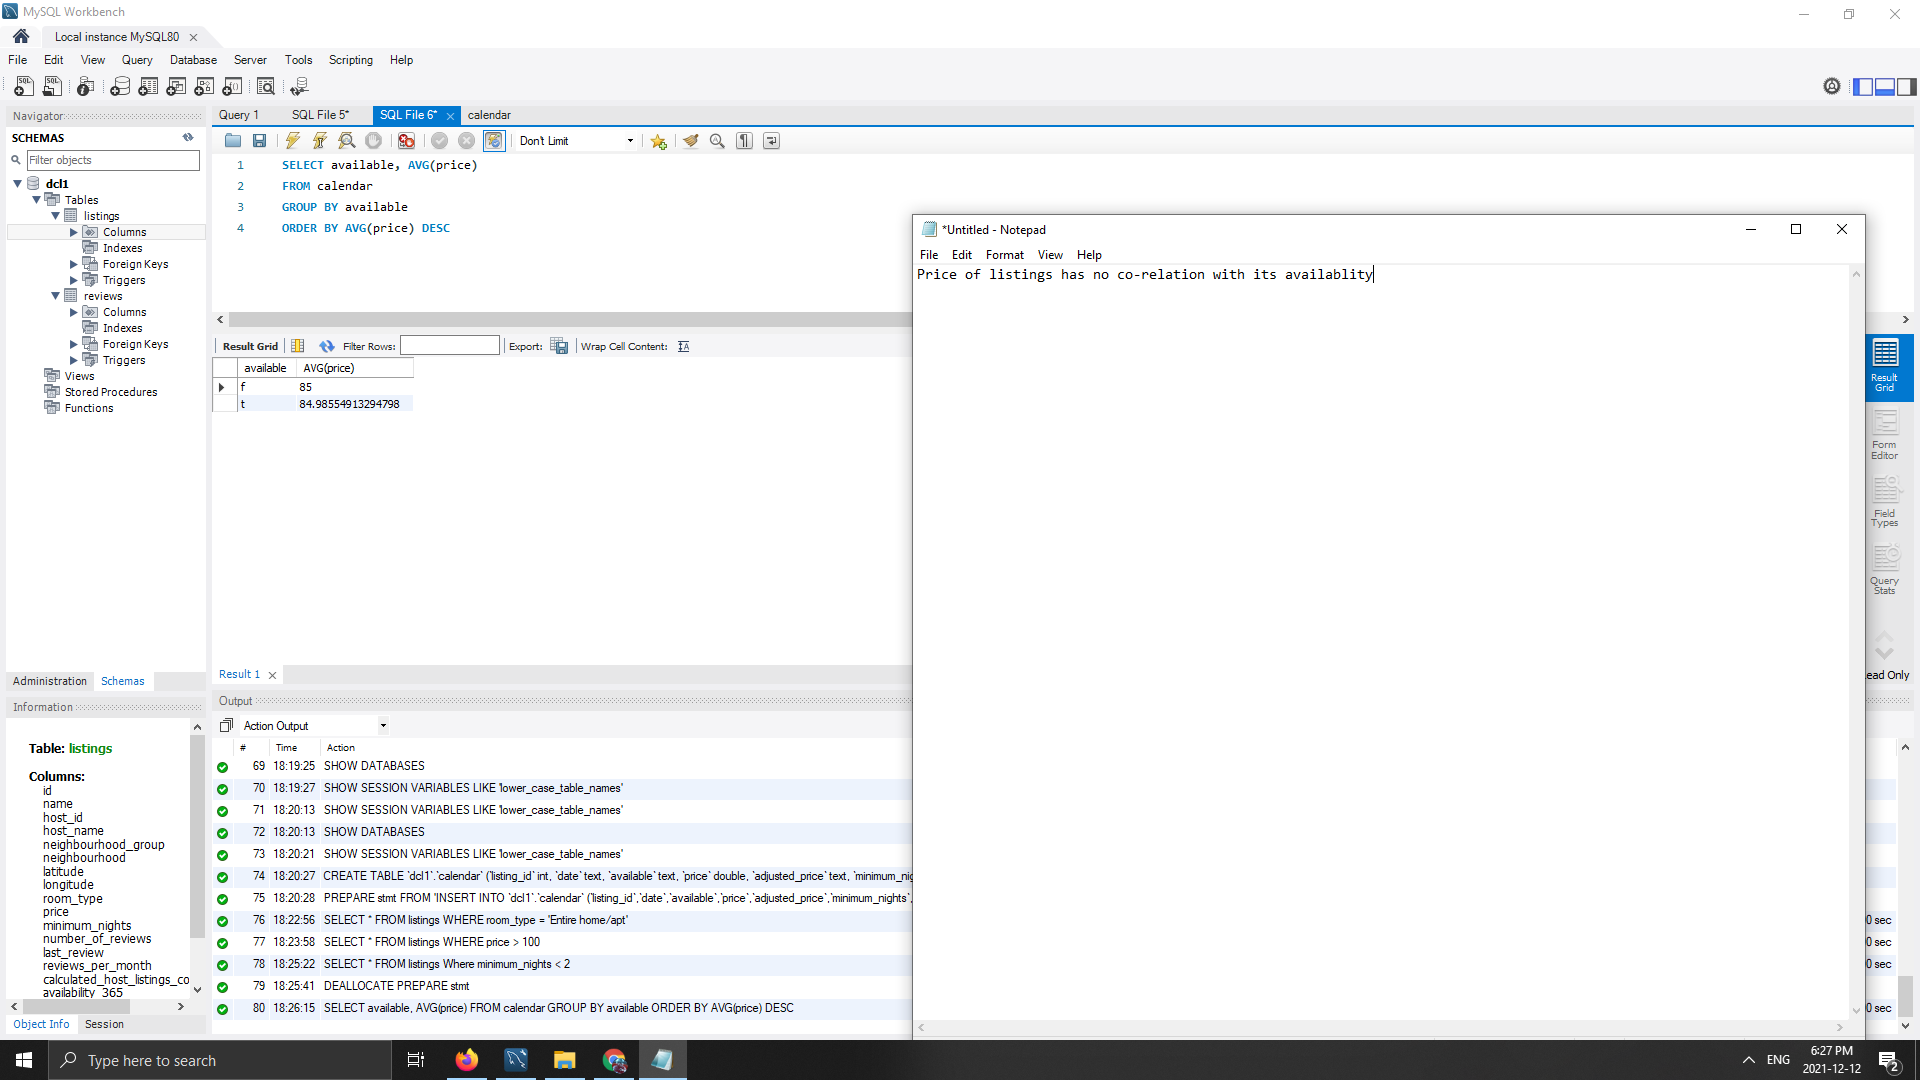 MySQL Workbench
Local instance MySQL80
File Edit View Query Database Server Tools Scripting Help
Navigator
SCHEMAS
Filter objects
dcl1
Tables
listings
Columns
Indexes
Foreign Keys
Triggers
reviews
Columns
Indexes
Foreign Keys
Triggers
Views
Stored Procedures
Functions
Administration Schemas
Information
Table: listings
Columns:
id
name
host_id
host_name
neighbourhood_group
neighbourhood
latitude
longitude
room_type
price
minimum_nights
number_of_reviews
last_review
reviews_per_month
calculated_host_listings_co
availability_365
Object Info Session
Query 1 SQL File 5* SQL File 6* calendar
Don't Limit
1 SELECT available, AVG(price)
2 FROM calendar
3 GROUP BY available
4 ORDER BY AVG(price) DESC
Result Grid Filter Rows: Export: Wrap Cell Content:
available AVG(price)
f 85
t 84.98554913294798
Result 1
Output
Action Output
# Time Action
69 18:19:25 SHOW DATABASES
70 18:19:27 SHOW SESSION VARIABLES LIKE 'lower_case_table_names'
71 18:20:13 SHOW SESSION VARIABLES LIKE 'lower_case_table_names'
72 18:20:13 SHOW DATABASES
73 18:20:21 SHOW SESSION VARIABLES LIKE 'lower_case_table_names'
74 18:20:27 CREATE TABLE `dcl1`.`calendar` (`listing_id` int, `date` text, `available` text, `price` double, `adjusted_price` text, `minimum_nig
75 18:20:28 PREPARE stmt FROM 'INSERT INTO `dcl1`.`calendar` (`listing_id`,`date`,`available`,`price`,`adjusted_price`,`minimum_nights`,
76 18:22:56 SELECT * FROM listings WHERE room_type = 'Entire home/apt'
77 18:23:58 SELECT * FROM listings WHERE price > 100
78 18:25:22 SELECT * FROM listings Where minimum_nights < 2
79 18:25:41 DEALLOCATE PREPARE stmt
80 18:26:15 SELECT available, AVG(price) FROM calendar GROUP BY available ORDER BY AVG(price) DESC
*Untitled - Notepad
File Edit Format View Help
Price of listings has no co-relation with its availablity
Result
Grid
Form
Editor
Field
Types
Query
Stats
ead Only
0 sec
0 sec
0 sec
0 sec
Type here to search
ENG
6:27 PM
2021-12-12
2